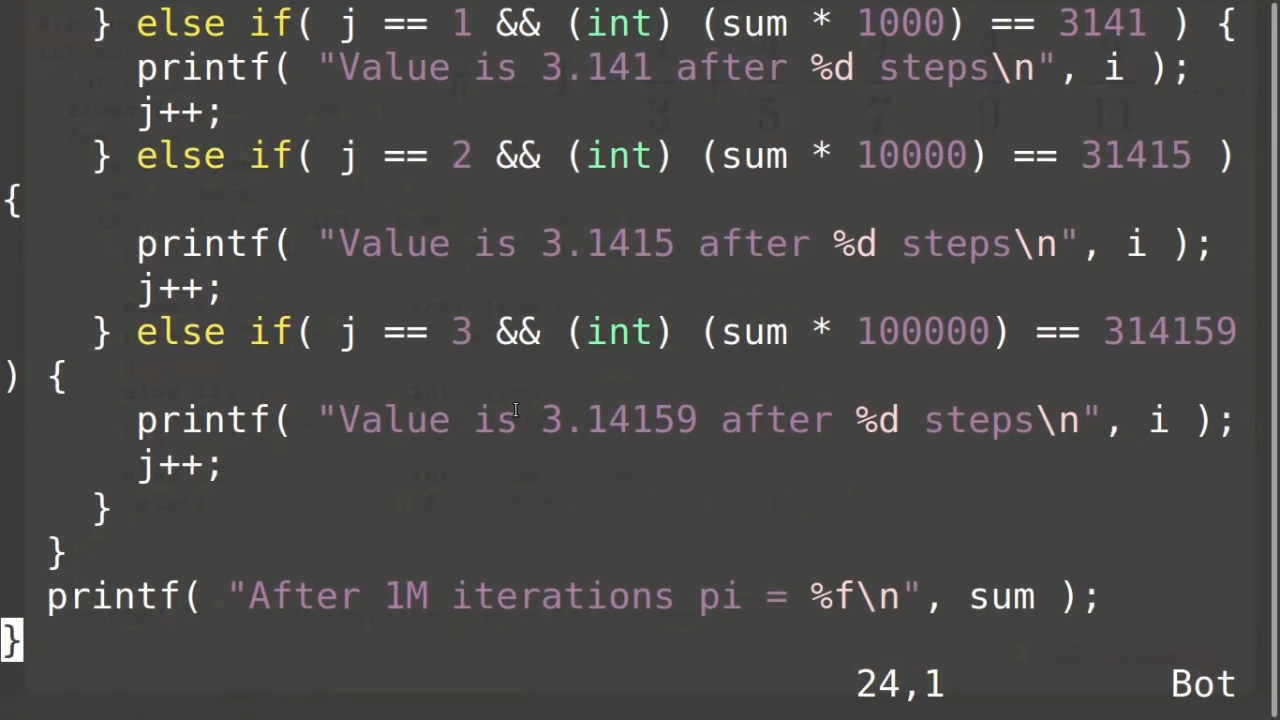 } else if( j == 1 && (int) (sum * 1000) == 3141 ) {
printf( "Value is 3.141 after %d steps\n", i );
j++;
} else if( j == 2 && (int) (sum * 10000) == 31415 )
{
printf( "Value is 3.1415 after %d steps\n", i );
j++;
} else if( j == 3 && (int) (sum * 100000) == 314159
) {
printf( "Value is 3.14159 after %d steps\n", i );
j++;
}
}
printf( "After 1M iterations pi = %f\n", sum );
}
24,1 Bot